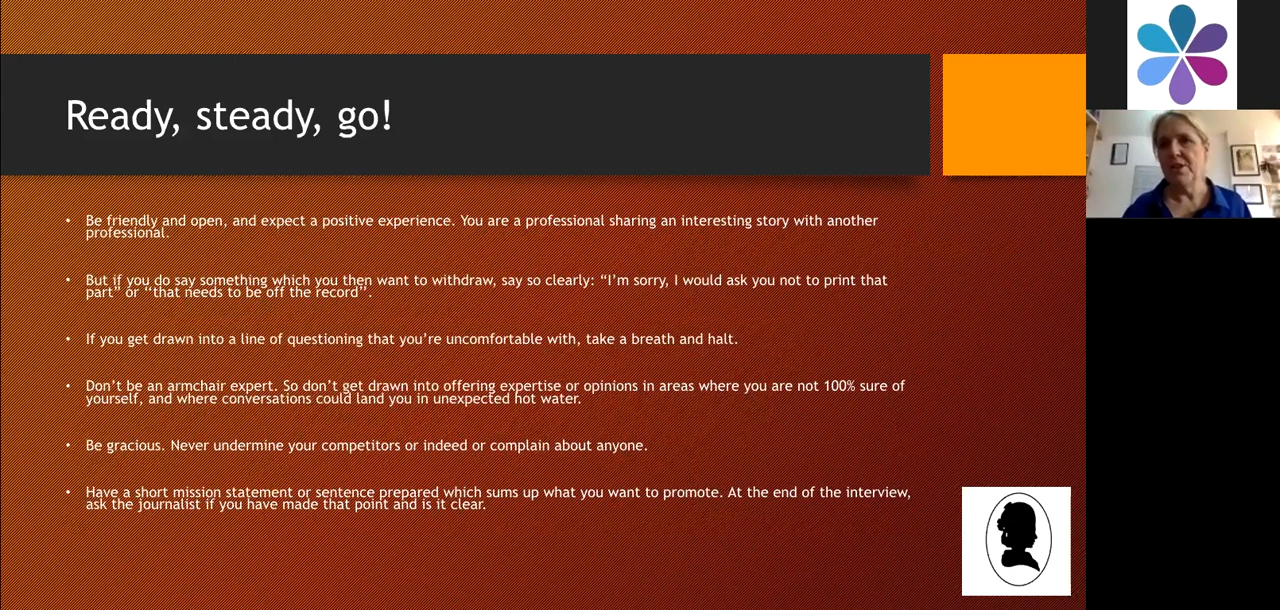 Ready, steady, go!
• Be friendly and open, and expect a positive experience. You are a professional sharing an interesting story with another
professional.
• But if you do say something which you then want to withdraw, say so clearly: “I’m sorry, I would ask you not to print that
part” or “that needs to be off the record”.
• If you get drawn into a line of questioning that you’re uncomfortable with, take a breath and halt.
• Don’t be an armchair expert. So don’t get drawn into offering expertise or opinions in areas where you are not 100% sure of
yourself, and where conversations could land you in unexpected hot water.
• Be gracious. Never undermine your competitors or indeed or complain about anyone.
• Have a short mission statement or sentence prepared which sums up what you want to promote. At the end of the interview,
ask the journalist if you have made that point and is it clear.